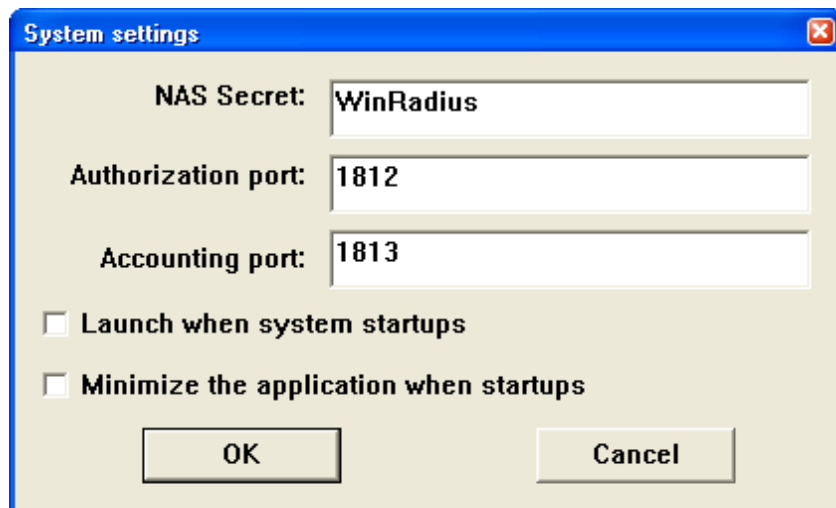 System settings
NAS Secret: WinRadius
Authorization port: 1812
Accounting port: 1813
Launch when system startups
Minimize the application when startups
OK Cancel